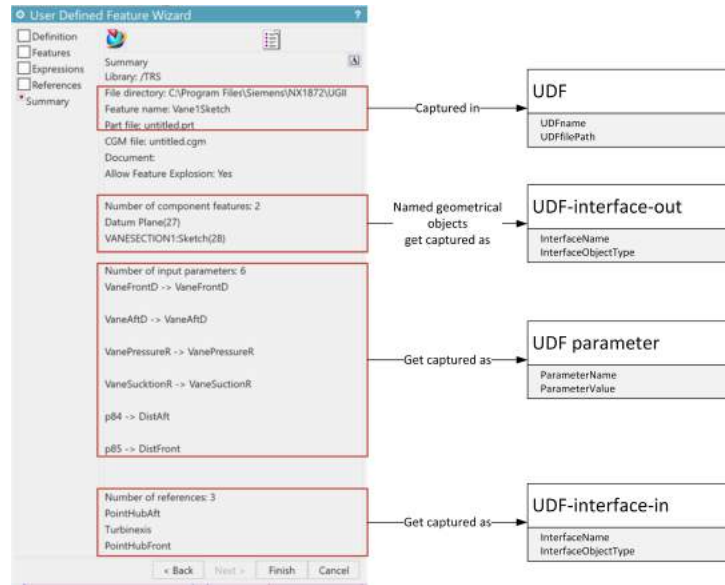 User Defined Feature Wizard
?
Definition
Features
Expressions
References
*Summary
Summary
A
Library: /TRS
File directory: C:\Program Files\Siemens\NX1872\UGII
Feature name: Vane1Sketch
Part file: untitled.prt
CGM file: untitled.cgm
Document:
Allow Feature Explosion: Yes
Number of component features: 2
Datum Plane(27)
VANESECTION1:Sketch(28)
Number of input parameters: 6
VaneFrontD -> VaneFrontD
VaneAftD -> VaneAftD
VanePressureR -> VanePressureR
VaneSucktionR -> VaneSuctionR
p84 -> DistAft
p85 -> DistFront
Number of references: 3
PointHubAft
Turbinexis
PointHubFront
< Back
Next >
Finish
Cancel
Captured in
UDF
UDFname
UDFfilePath
Named geometrical
objects
get captured as
UDF-interface-out
InterfaceName
InterfaceObjectType
Get captured as
UDF parameter
ParameterName
ParameterValue
Get captured as
UDF-interface-in
InterfaceName
InterfaceObjectType